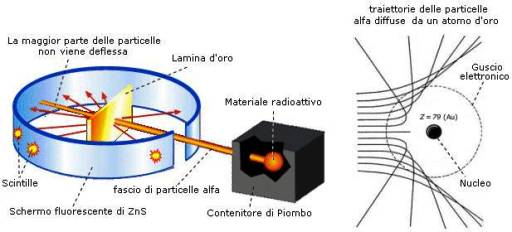 La maggior parte delle particelle
non viene deflessa
Lamina d'oro
Materiale radioattivo
Scintille
fascio di particelle alfa
Schermo fluorescente di ZnS
Contenitore di Piombo
traiettorie delle particelle
alfa diffuse da un atomo d'oro
Guscio
elettronico
Z = 79 (Au)
Nucleo